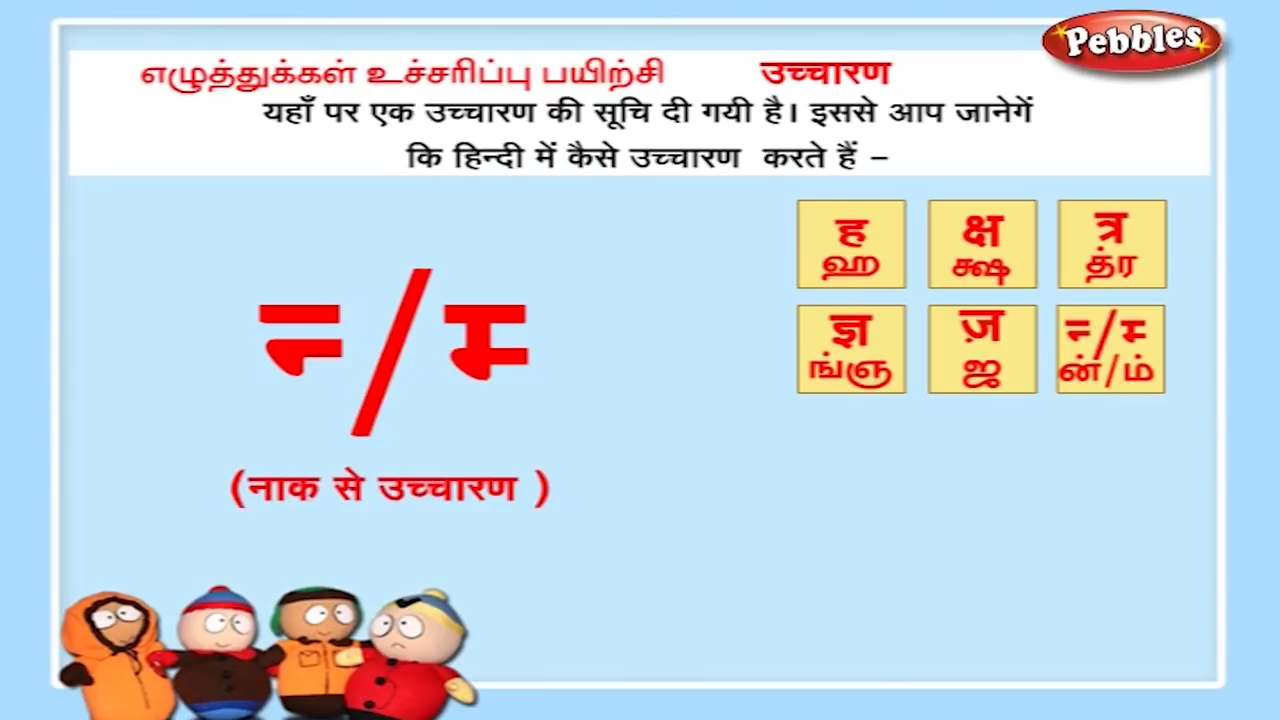 Pebbles
எழுத்துக்கள் உச்சரிப்பு பயிற்சி उच्चारण
यहाँ पर एक उच्चारण की सूचि दी गयी है। इससे आप जानेगें
कि हिन्दी में कैसे उच्चारण करते हैं –
ह क्ष त्र
ஹ க்ஷ த்ர
न्/म्
ज्ञ ज़ न्/म्
ங்ஞ ஜ ன்/ம்
(नाक से उच्चारण )